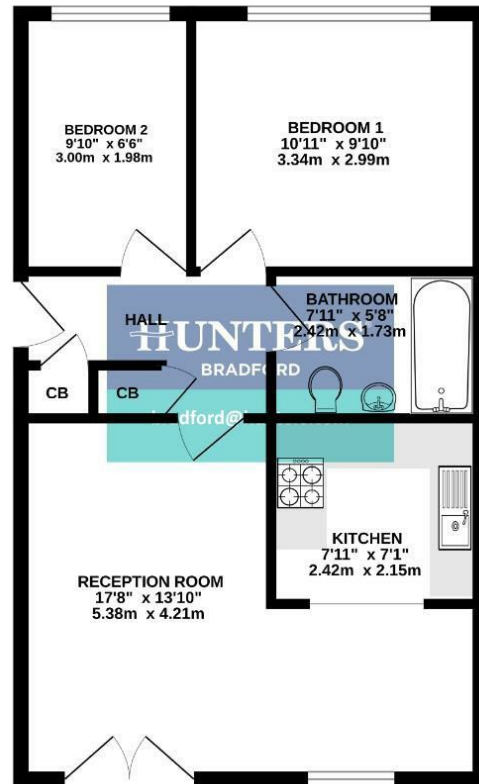 BEDROOM 2
9'10" x 6'6"
3.00m x 1.98m
BEDROOM 1
10'11" x 9'10"
3.34m x 2.99m
BATHROOM
7'11" x 5'8"
2.42m x 1.73m
HALL
HUNTERS
BRADFORD
CB
CB
KITCHEN
7'11" x 7'1"
2.42m x 2.15m
RECEPTION ROOM
17'8" x 13'10"
5.38m x 4.21m